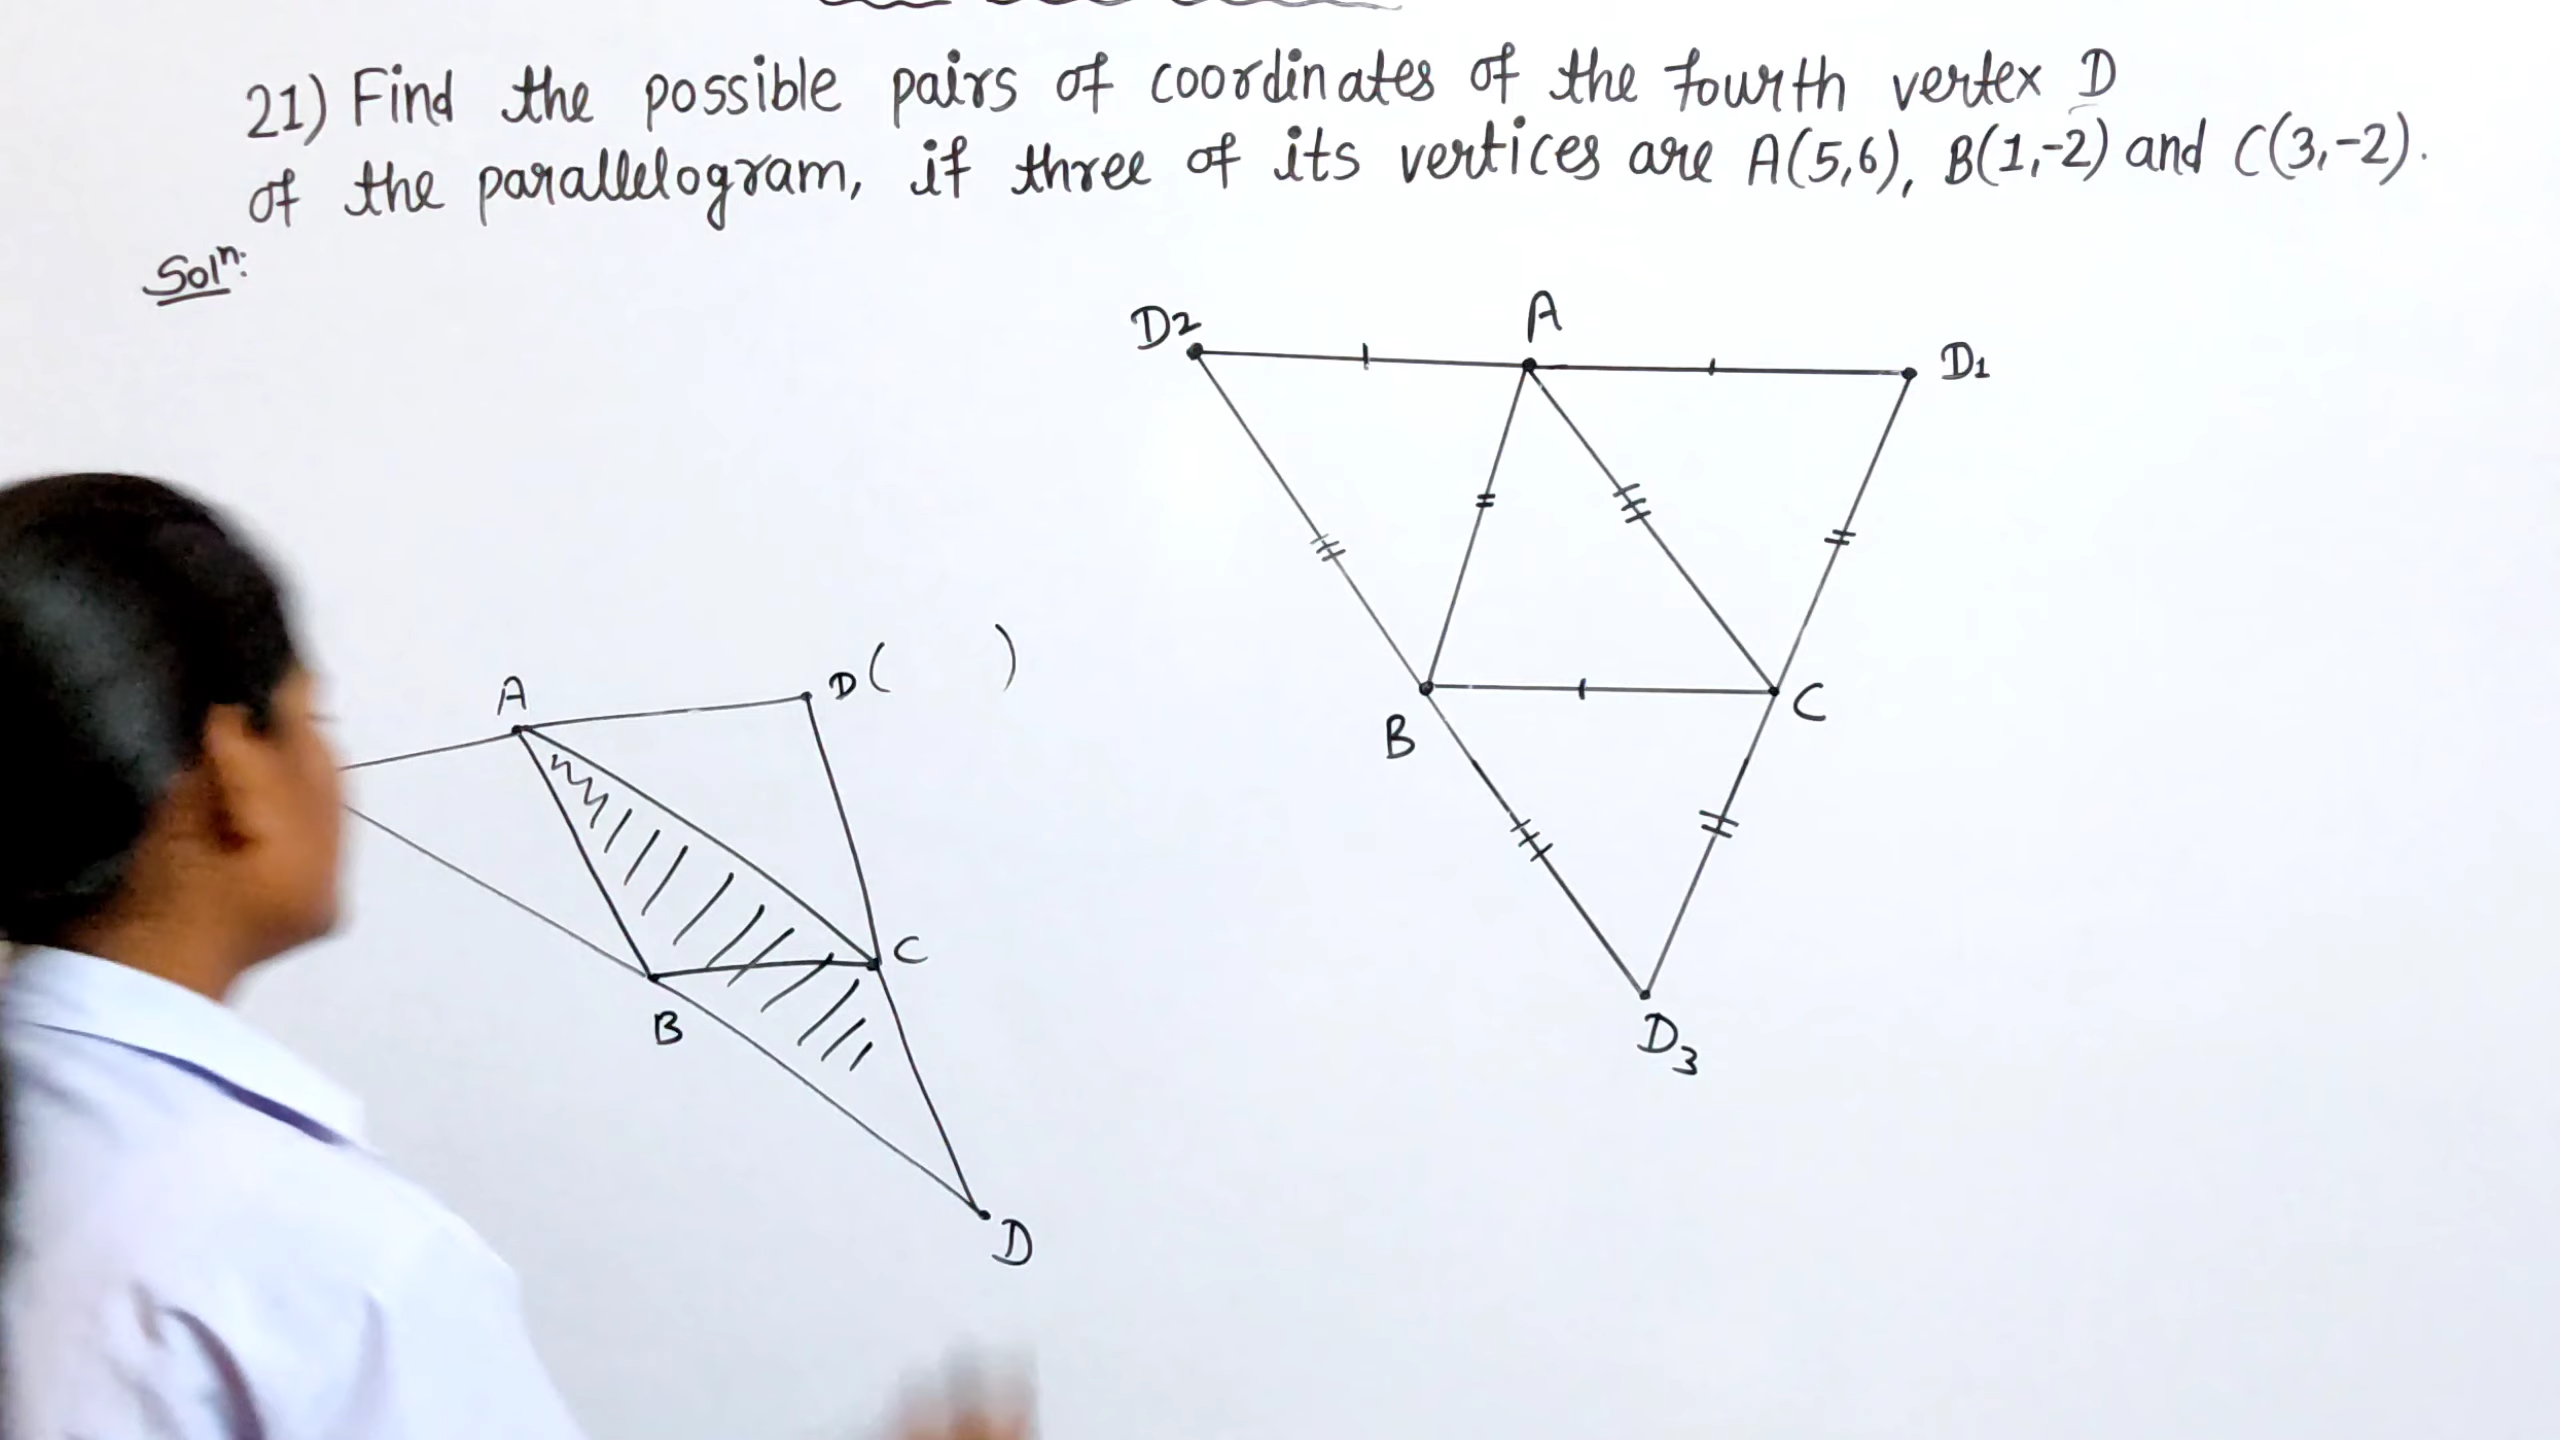 21) Find the possible pairs of coordinates of the fourth vertex D
of the parallelogram, if three of its vertices are A(5,6), B(1,-2) and C(3,-2).
Solⁿ:
D2
A
D1
B
C
D3
A
D( )
C
B
D